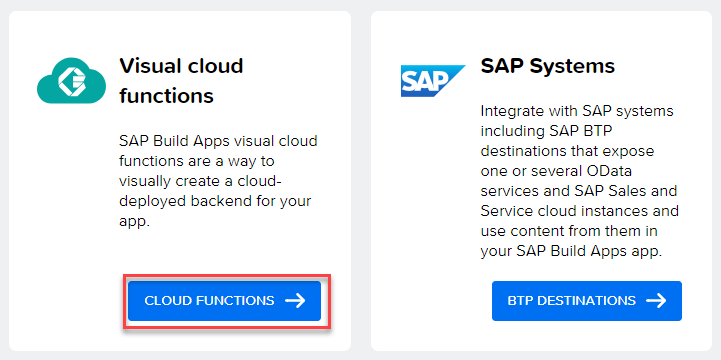 Visual cloud
functions
SAP Build Apps visual cloud
functions are a way to
visually create a cloud-
deployed backend for your
app.
CLOUD FUNCTIONS
SAP
SAP Systems
Integrate with SAP systems
including SAP BTP
destinations that expose
one or several OData
services and SAP Sales and
Service cloud instances and
use content from them in
your SAP Build Apps app.
BTP DESTINATIONS